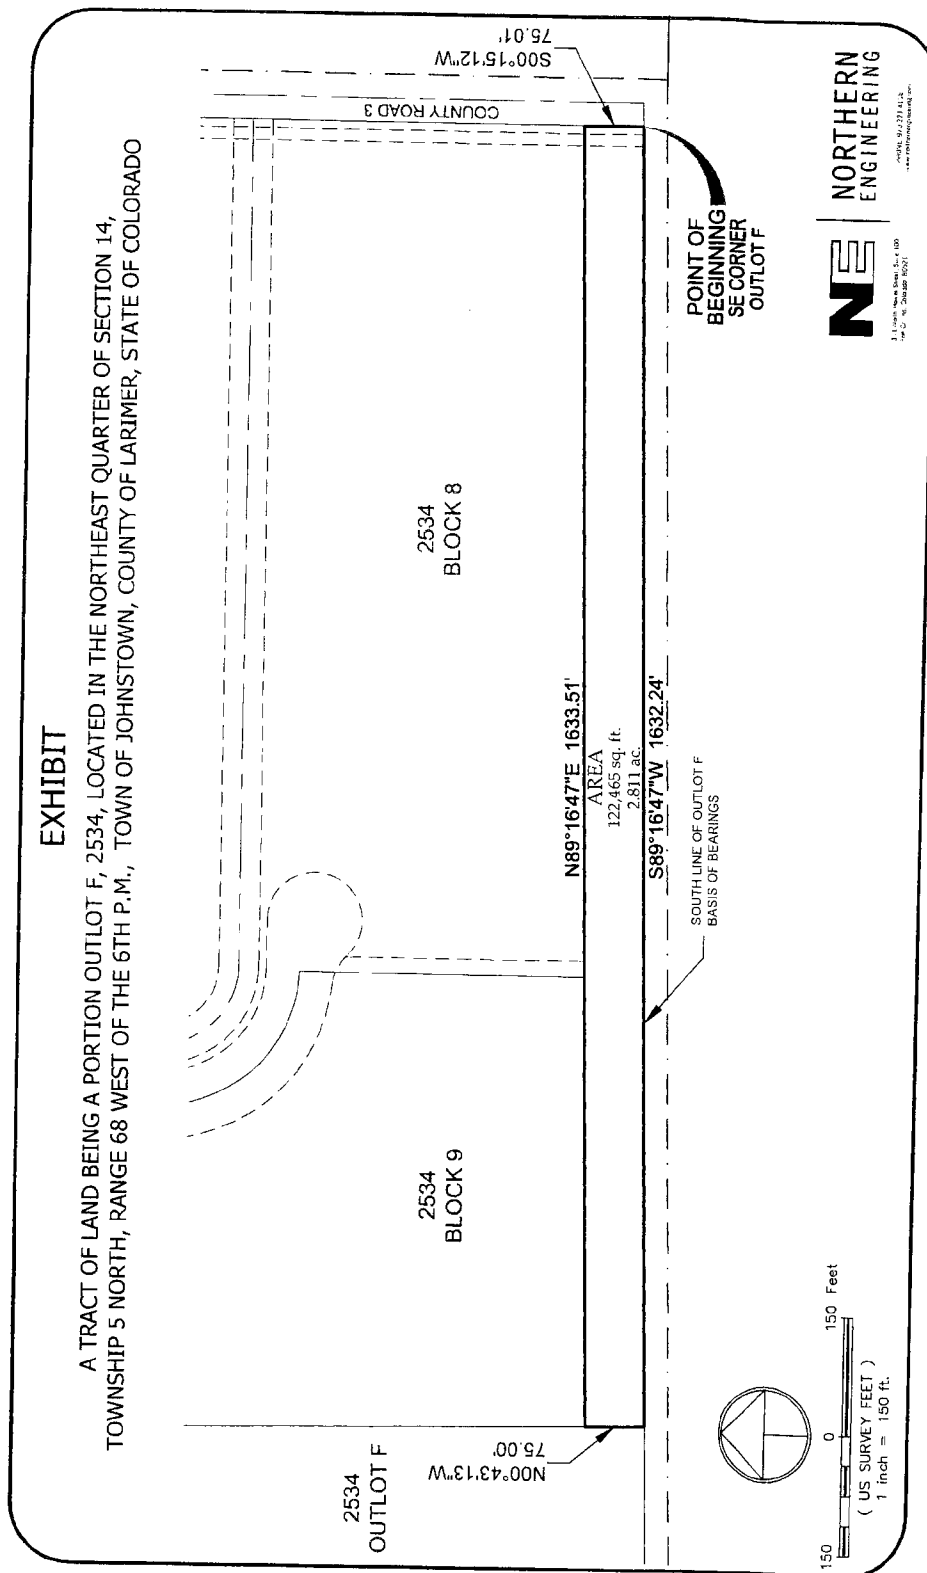 EXHIBIT
A TRACT OF LAND BEING A PORTION OUTLOT F, 2534, LOCATED IN THE NORTHEAST QUARTER OF SECTION 14,
TOWNSHIP 5 NORTH, RANGE 68 WEST OF THE 6TH P.M., TOWN OF JOHNSTOWN, COUNTY OF LARIMER, STATE OF COLORADO
2534
OUTLOT F
N00°43'13"W
75.00'
2534
BLOCK 9
2534
BLOCK 8
COUNTY ROAD 3
S00°15'12"W
75.01'
N89°16'47"E 1633.51'
AREA
122,465 sq. ft.
2.811 ac.
S89°16'47"W 1632.24'
SOUTH LINE OF OUTLOT F
BASIS OF BEARINGS
POINT OF
BEGINNING
SE CORNER
OUTLOT F
150 0 150 Feet
( US SURVEY FEET )
1 inch = 150 ft.
NE
NORTHERN
ENGINEERING